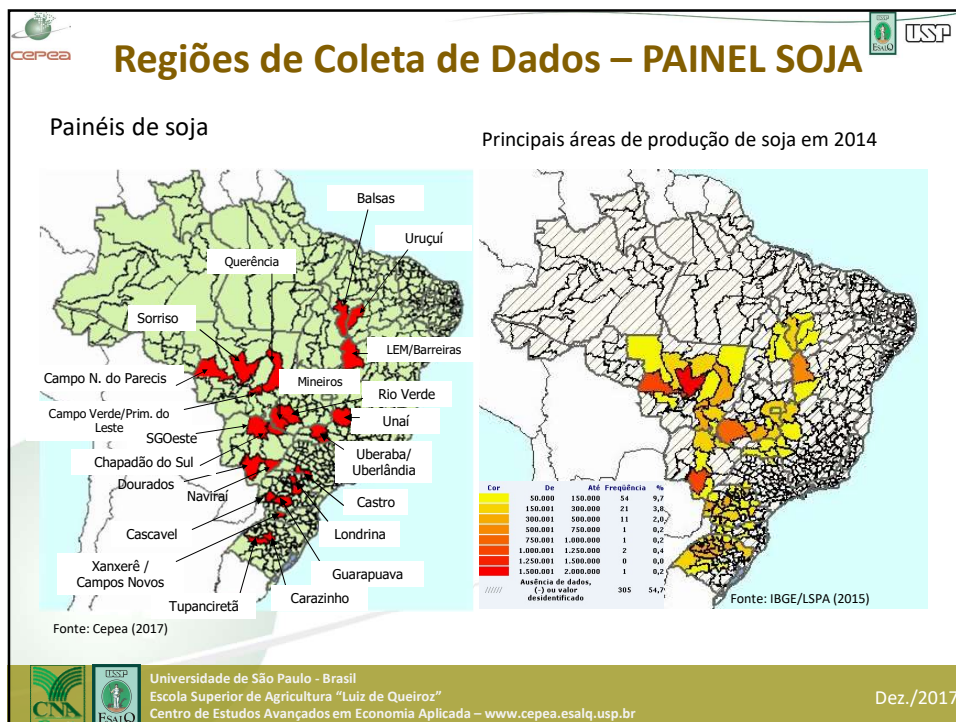 cepea
Regiões de Coleta de Dados – PAINEL SOJA
ESALQ
USP
Painéis de soja
Principais áreas de produção de soja em 2014
Balsas
Uruçuí
Querência
Sorriso
LEM/Barreiras
Campo N. do Parecis
Mineiros
Rio Verde
Campo Verde/Prim. do
Leste
Unaí
SGOeste
Uberaba/
Uberlândia
Chapadão do Sul
Dourados
Naviraí
Castro
Cascavel
Londrina
Xanxerê /
Campos Novos
Guarapuava
Tupanciretã
Carazinho
Fonte: Cepea (2017)
Cor De Até Freqüência %
50.000 150.000 54 9,7
150.001 300.000 21 3,8
300.001 500.000 11 2,0
500.001 750.000 1 0,2
750.001 1.000.000 1 0,2
1.000.001 1.250.000 2 0,4
1.250.001 1.500.000 0 0,0
1.500.001 2.000.000 1 0,2
Ausência de dados,
(-) ou valor
desidentificado
305 54,7
Fonte: IBGE/LSPA (2015)
CNA
USP
ESALQ
Universidade de São Paulo - Brasil
Escola Superior de Agricultura “Luiz de Queiroz”
Centro de Estudos Avançados em Economia Aplicada – www.cepea.esalq.usp.br
Dez./2017